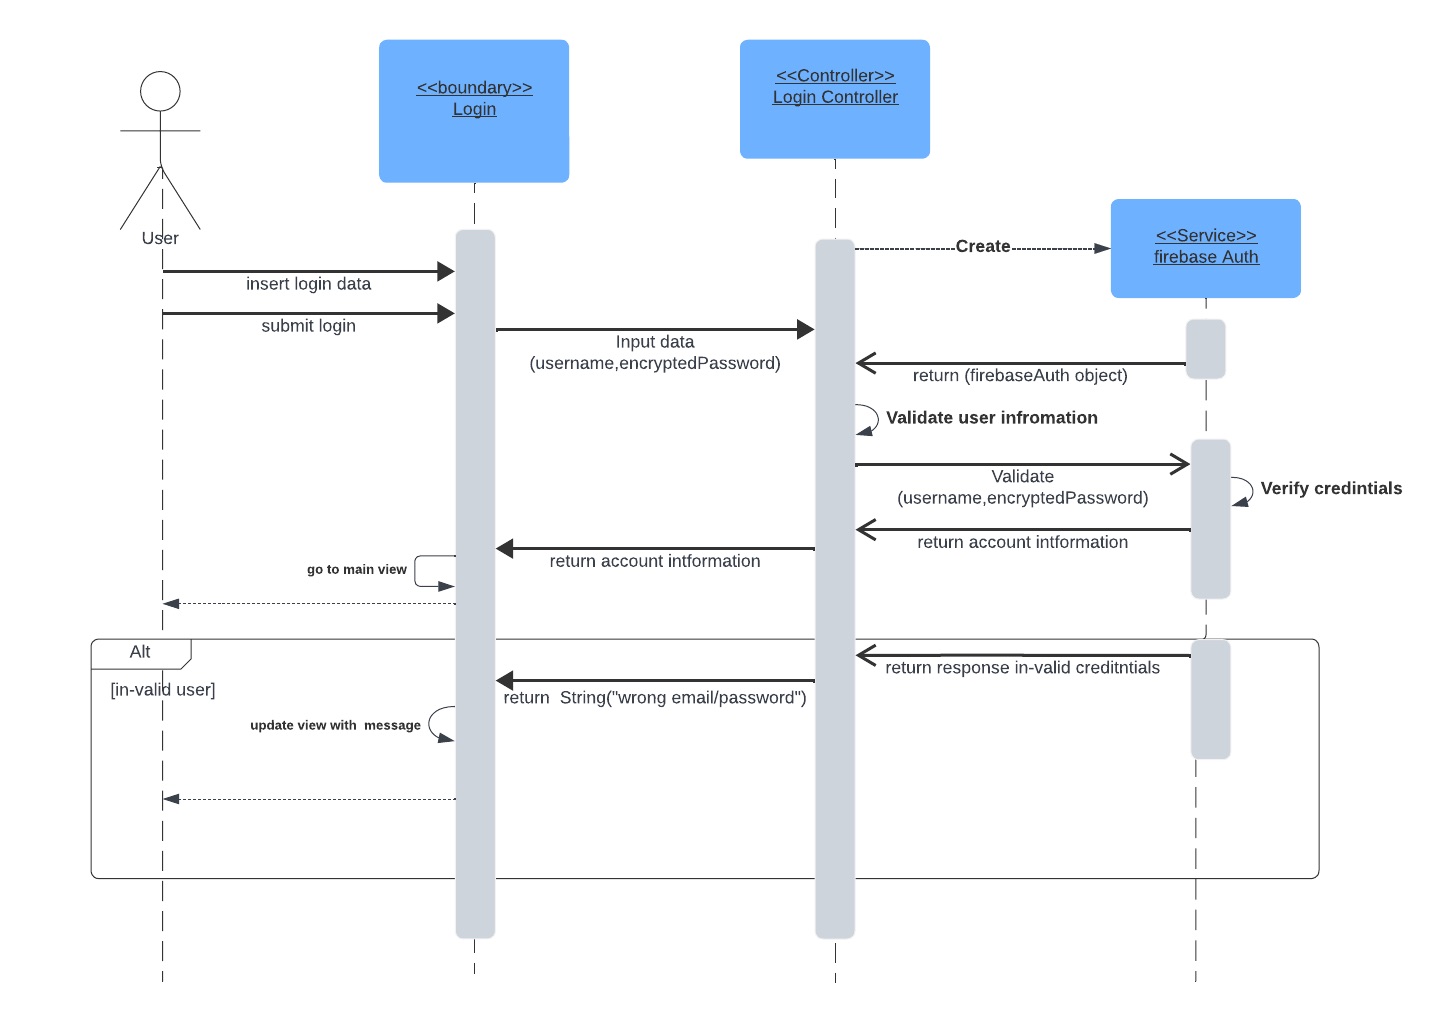 <<boundary>>
Login
<<Controller>>
Login Controller
<<Service>>
firebase Auth
User
Create
insert login data
submit login
Input data
(username,encryptedPassword)
return (firebaseAuth object)
Validate user infromation
Validate
(username,encryptedPassword)
Verify credintials
return account intformation
return account intformation
go to main view
Alt
[in-valid user]
return response in-valid creditntials
return  String("wrong email/password")
update view with  message